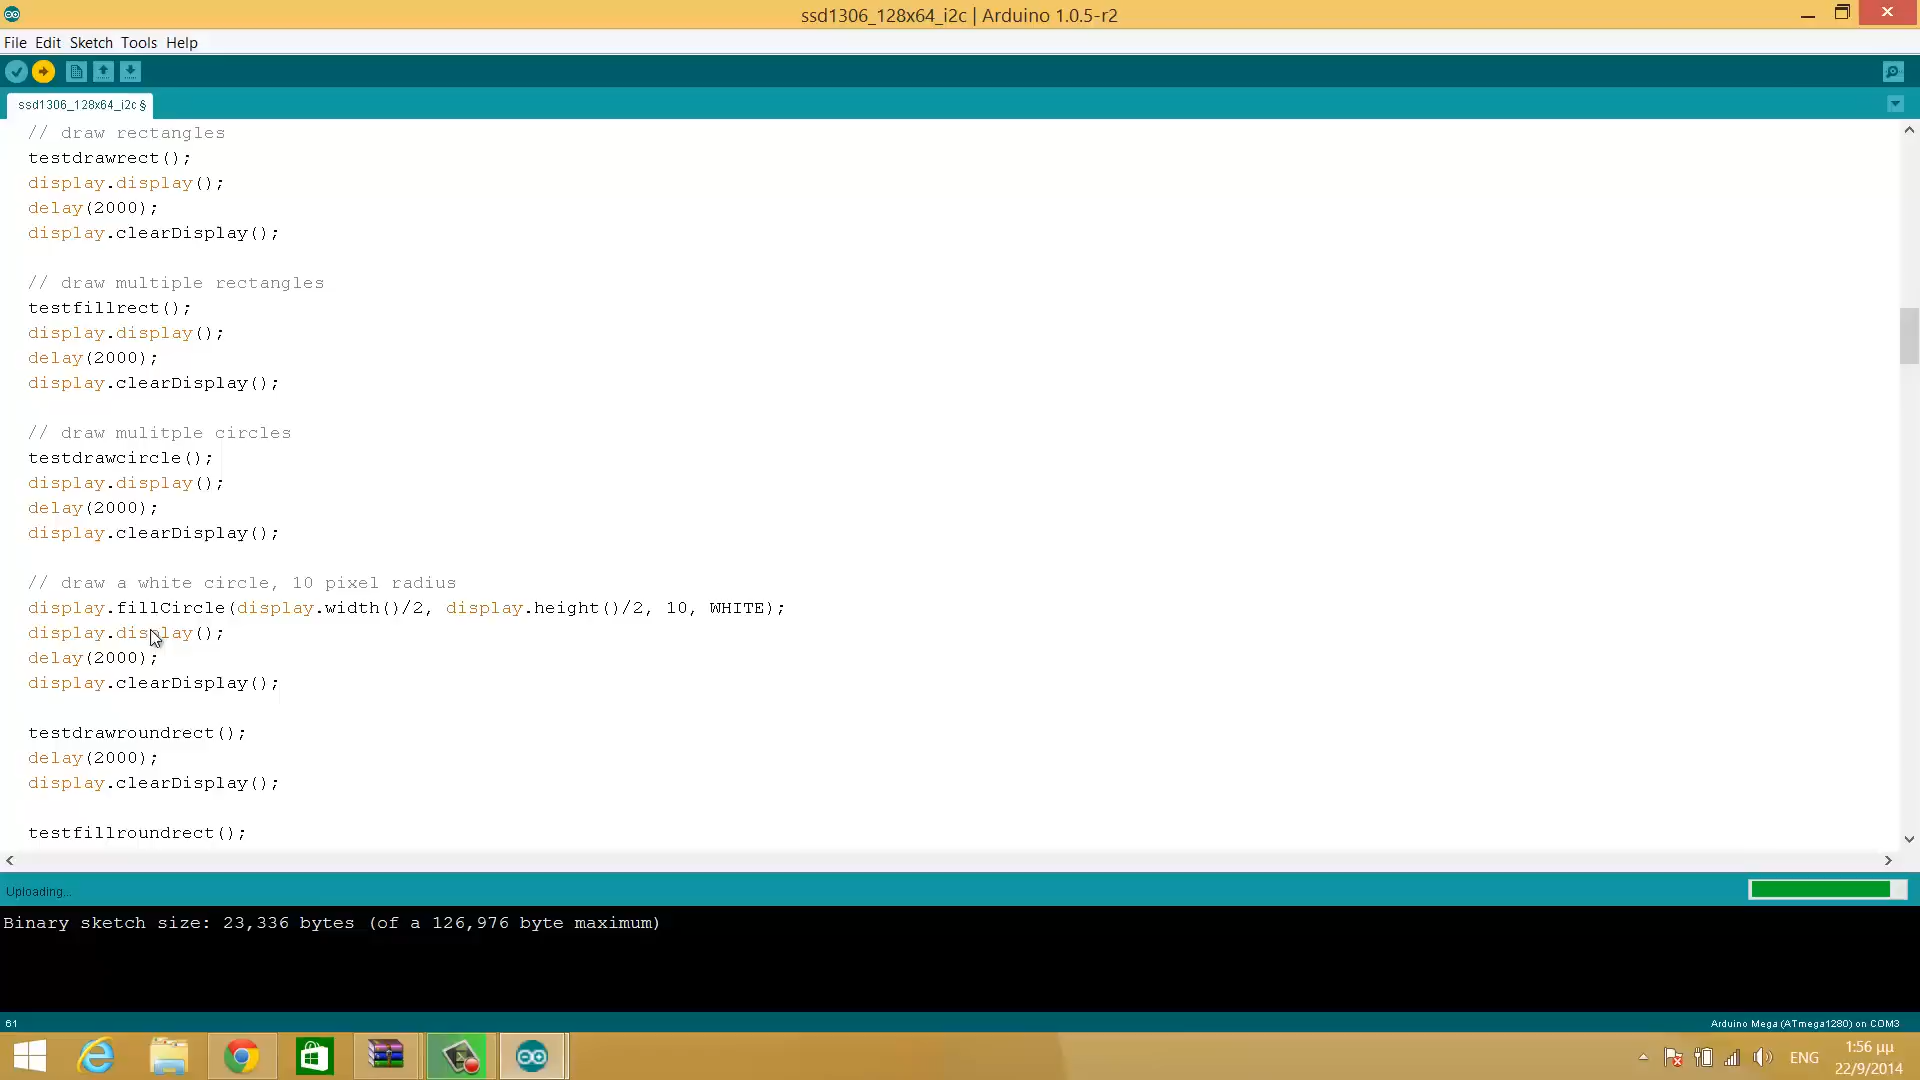 ssd1306_128x64_i2c | Arduino 1.0.5-r2
File Edit Sketch Tools Help
ssd1306_128x64_i2c §
// draw rectangles
testdrawrect();
display.display();
delay(2000);
display.clearDisplay();
// draw multiple rectangles
testfillrect();
display.display();
delay(2000);
display.clearDisplay();
// draw mulitple circles
testdrawcircle();
display.display();
delay(2000);
display.clearDisplay();
// draw a white circle, 10 pixel radius
display.fillCircle(display.width()/2, display.height()/2, 10, WHITE);
display.display();
delay(2000);
display.clearDisplay();
testdrawroundrect();
delay(2000);
display.clearDisplay();
testfillroundrect();
Uploading...
Binary sketch size: 23,336 bytes (of a 126,976 byte maximum)
61
Arduino Mega (ATmega1280) on COM3
ENG
1:56 μμ
22/9/2014